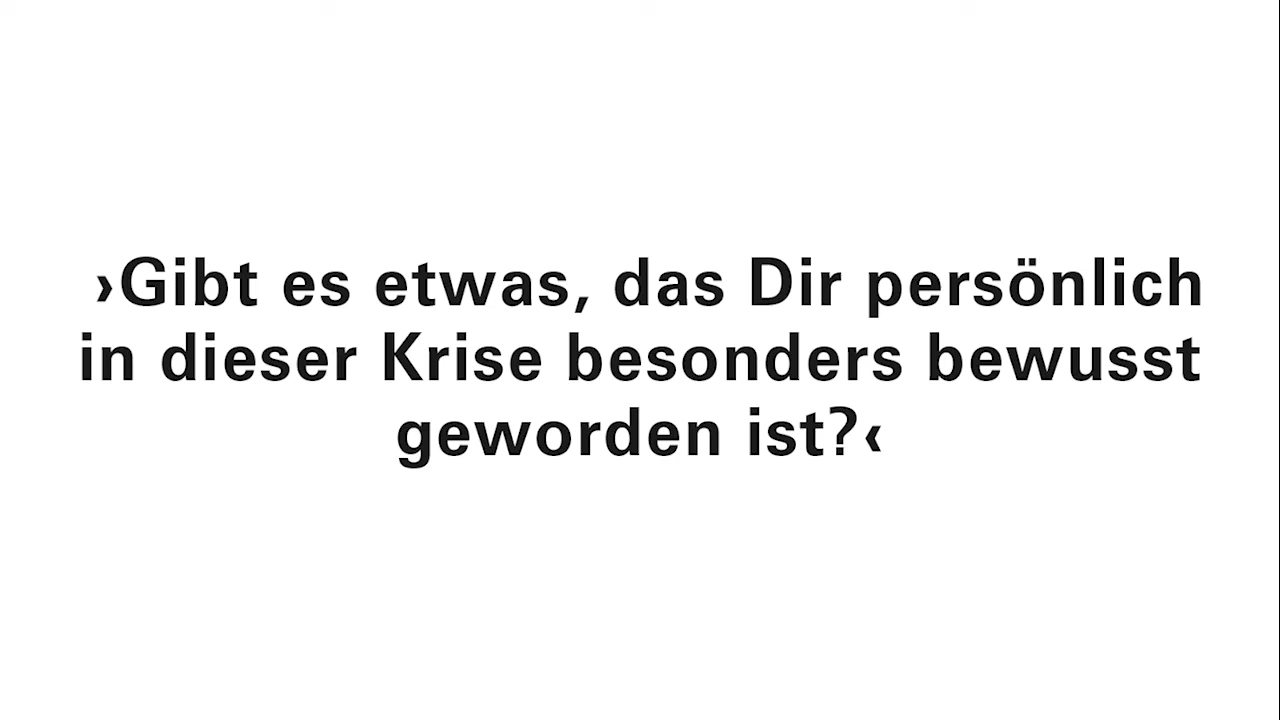 ›Gibt es etwas, das Dir persönlich
in dieser Krise besonders bewusst
geworden ist?‹